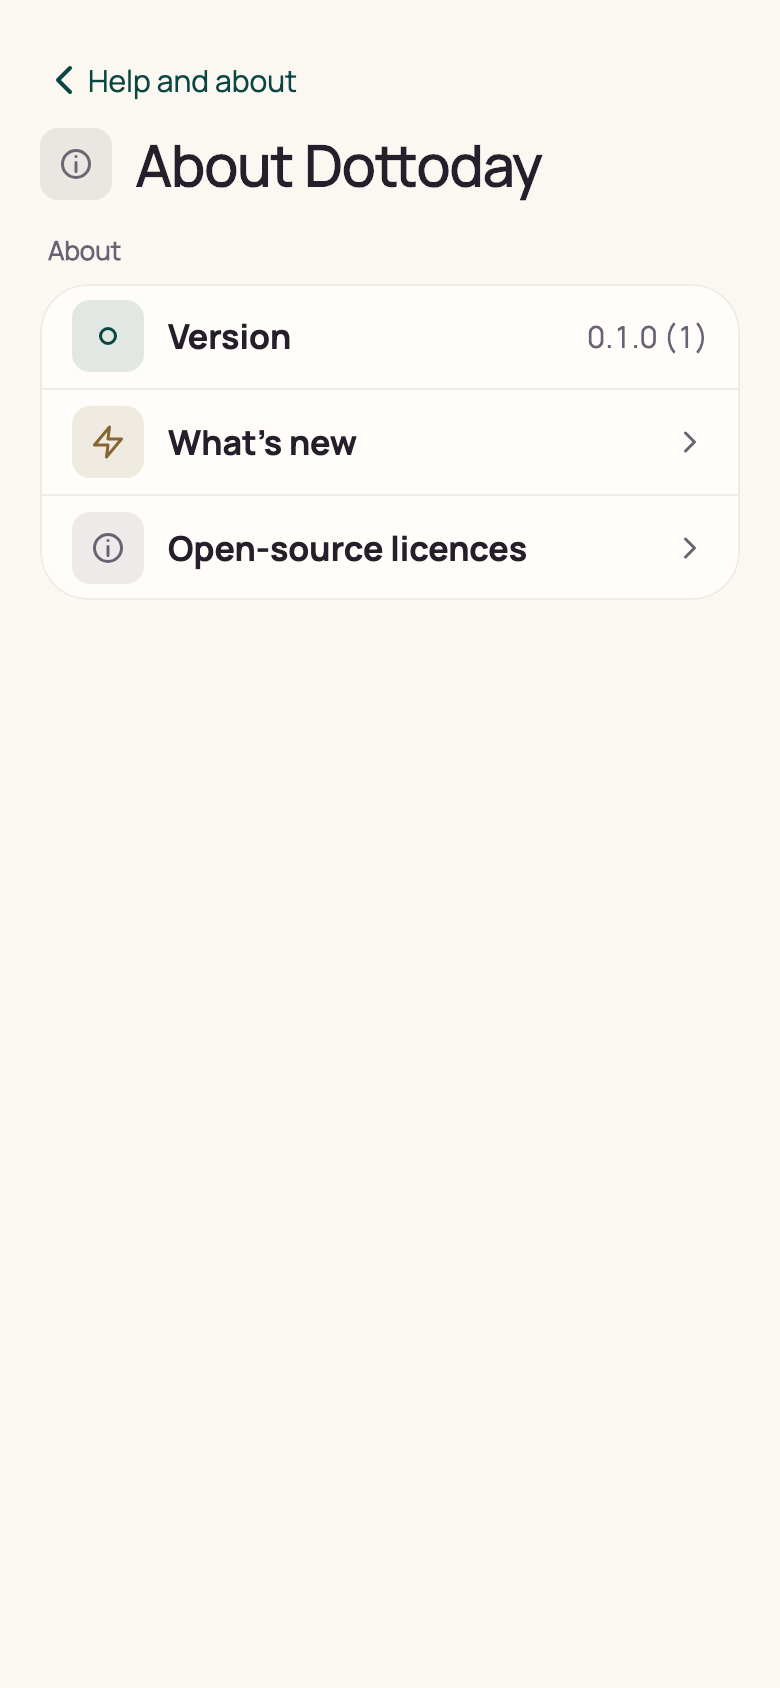 Help and about
About Dottoday
About
Version 0.1.0 (1)
What’s new
Open-source licences